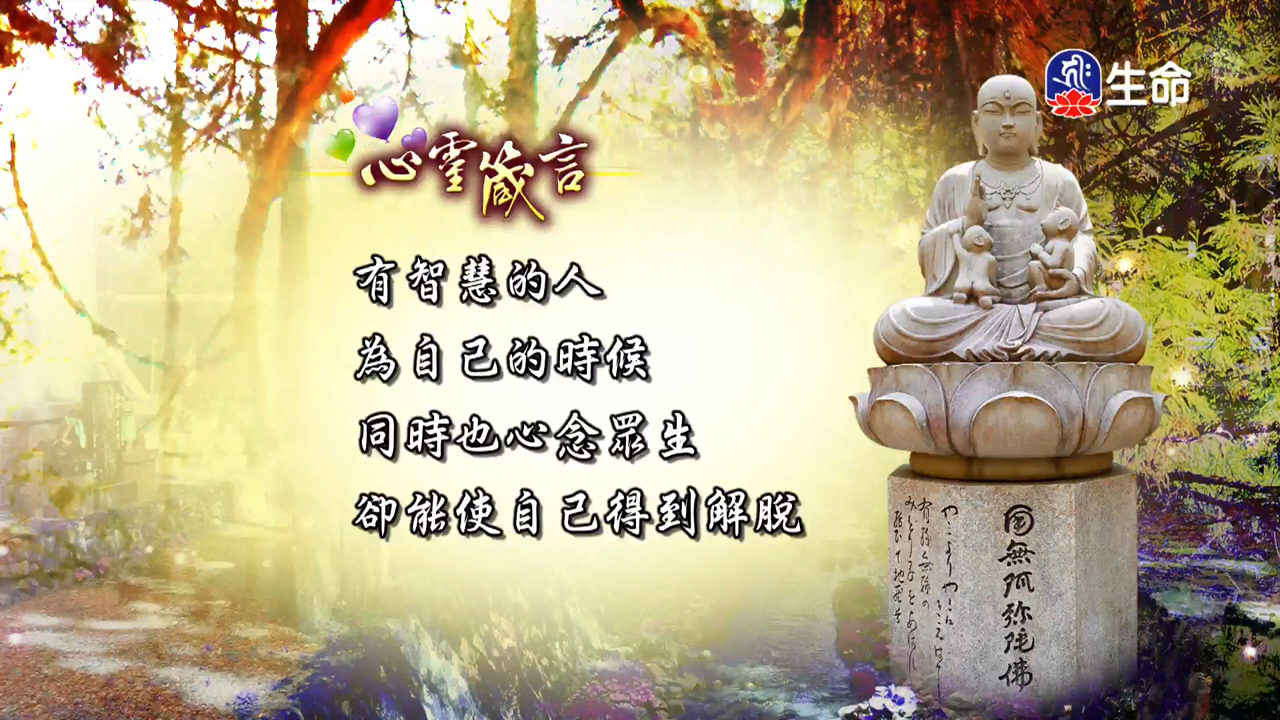 生命
心靈箴言
有智慧的人
為自己的時候
同時也心念眾生
卻能使自己得到解脫
無阿弥陀佛